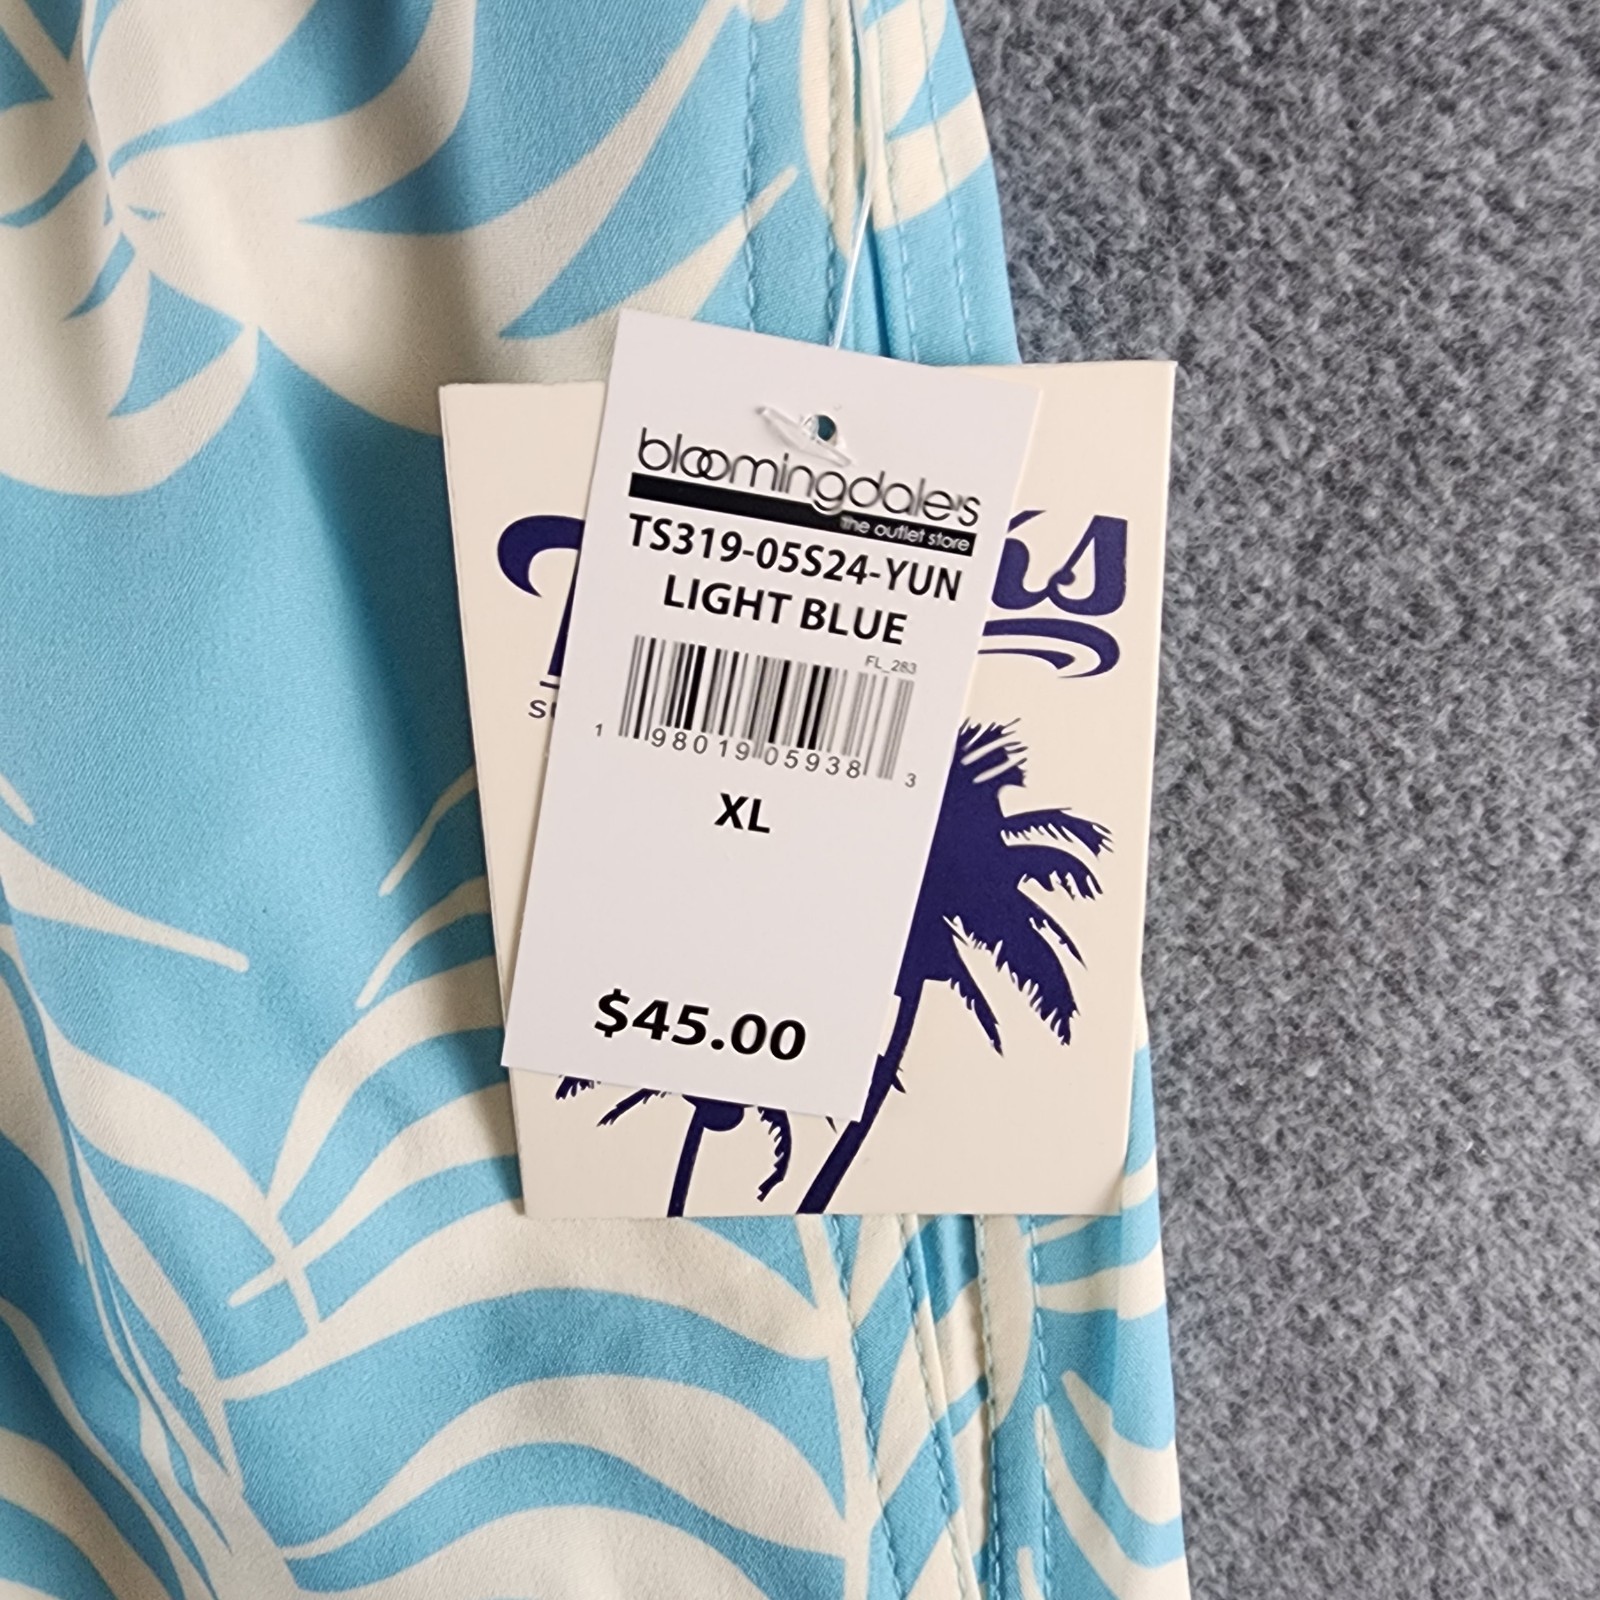 bloomingdale's
the outlet store
TS319-05S24-YUN
LIGHT BLUE
FL_283
1 98019 05938 3
XL
$45.00